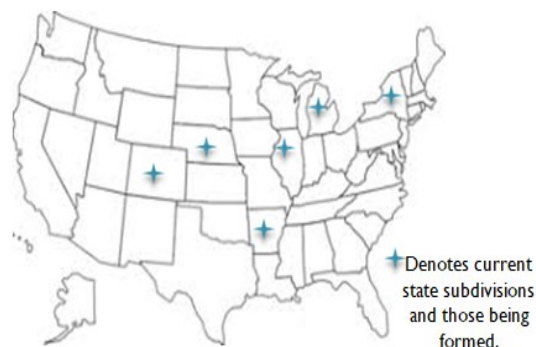 Denotes current
state subdivisions
and those being
formed.